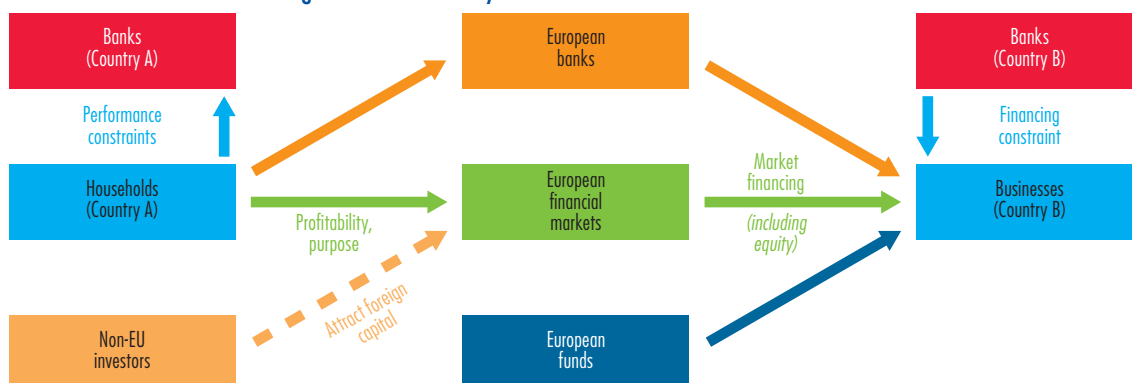 Banks
(Country A)
European
banks
Banks
(Country B)
Performance
constraints
Financing
constraint
Households
(Country A)
European
financial
markets
Market
financing
(including
equity)
Businesses
(Country B)
Profitability,
purpose
Attract foreign
capital
Non-EU
investors
European
funds